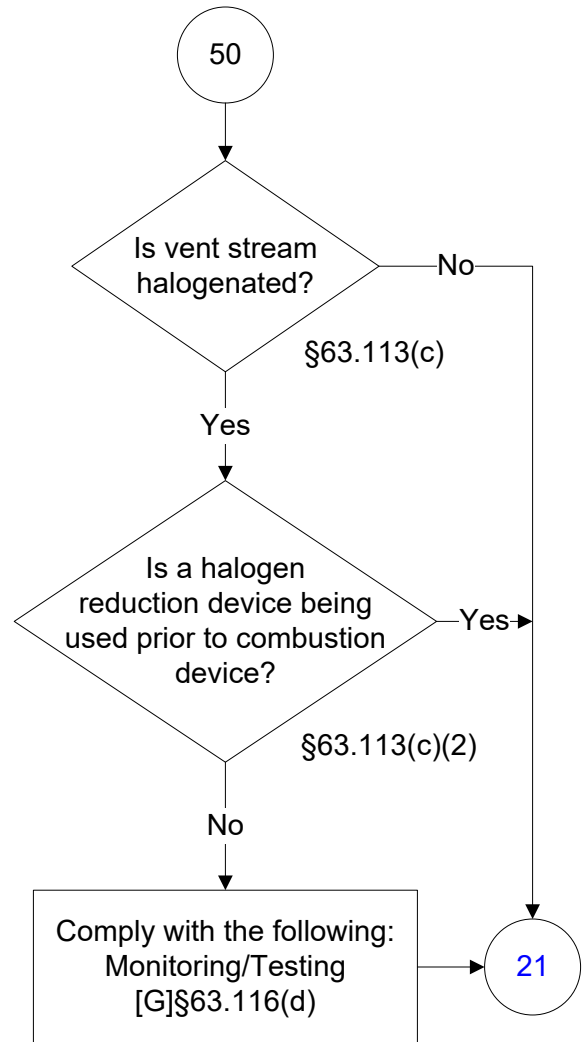 50
Is vent stream
halogenated?
No
§63.113(c)
Yes
Is a halogen
reduction device being
used prior to combustion
device?
Yes
§63.113(c)(2)
No
Comply with the following:
Monitoring/Testing
[G]§63.116(d)
21